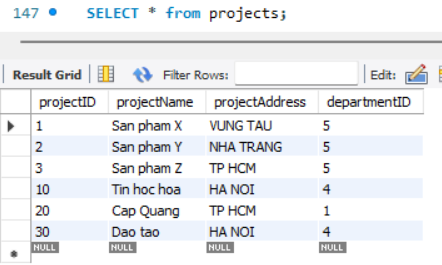 147 SELECT * from projects;
Result Grid Filter Rows: Edit:
projectID projectName projectAddress departmentID
1 San pham X VUNG TAU 5
2 San pham Y NHA TRANG 5
3 San pham Z TP HCM 5
10 Tin hoc hoa HA NOI 4
20 Cap Quang TP HCM 1
30 Dao tao HA NOI 4
NULL NULL NULL NULL